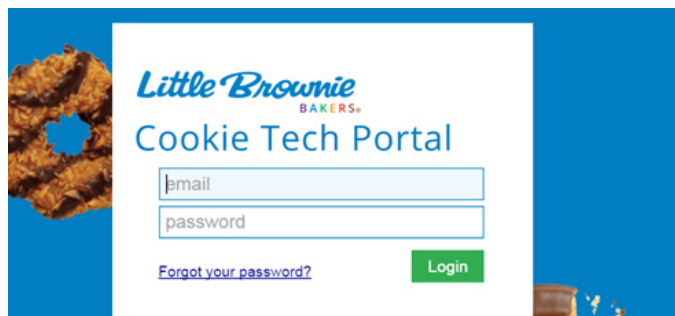 Little Brownie
BAKERS®
Cookie Tech Portal
email
password
Forgot your password?
Login